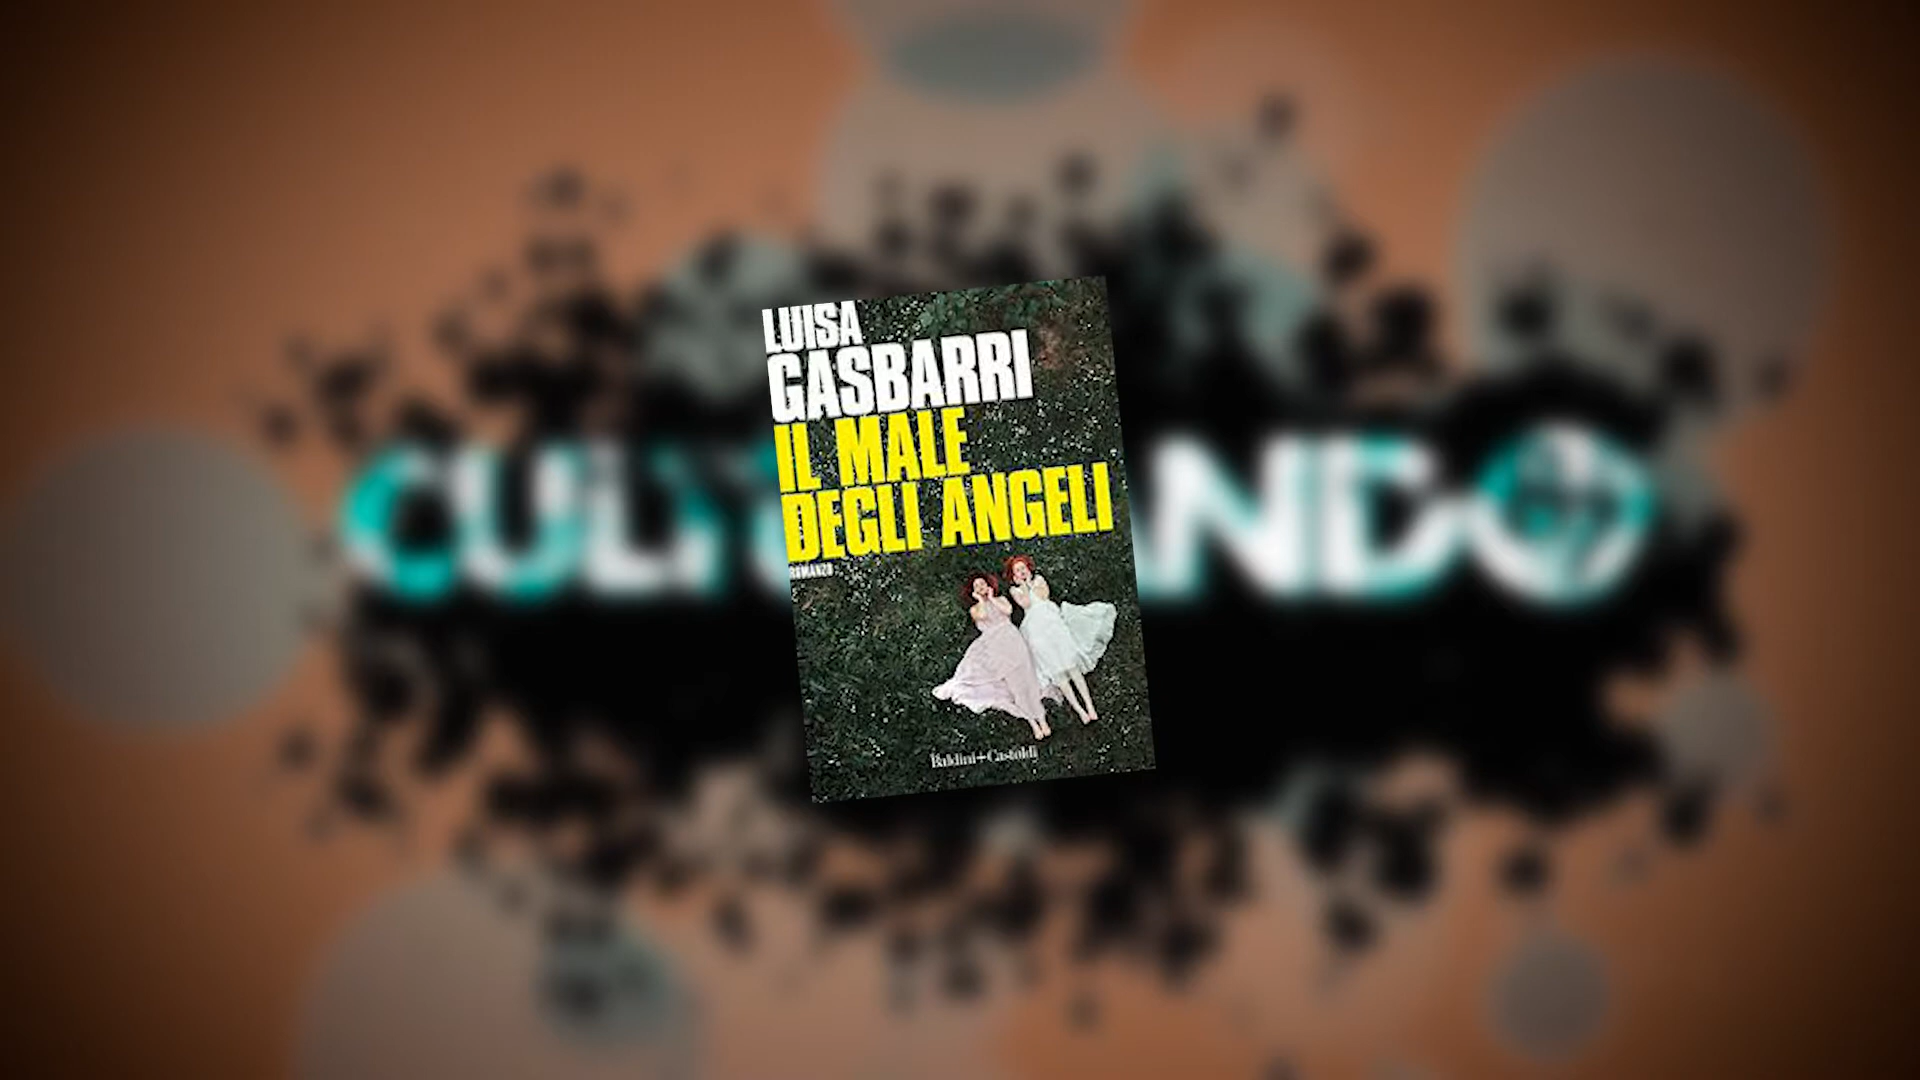 LUISA
GASBARRI
IL MALE
DEGLI ANGELI
ROMANZO
Baldini+Castoldi